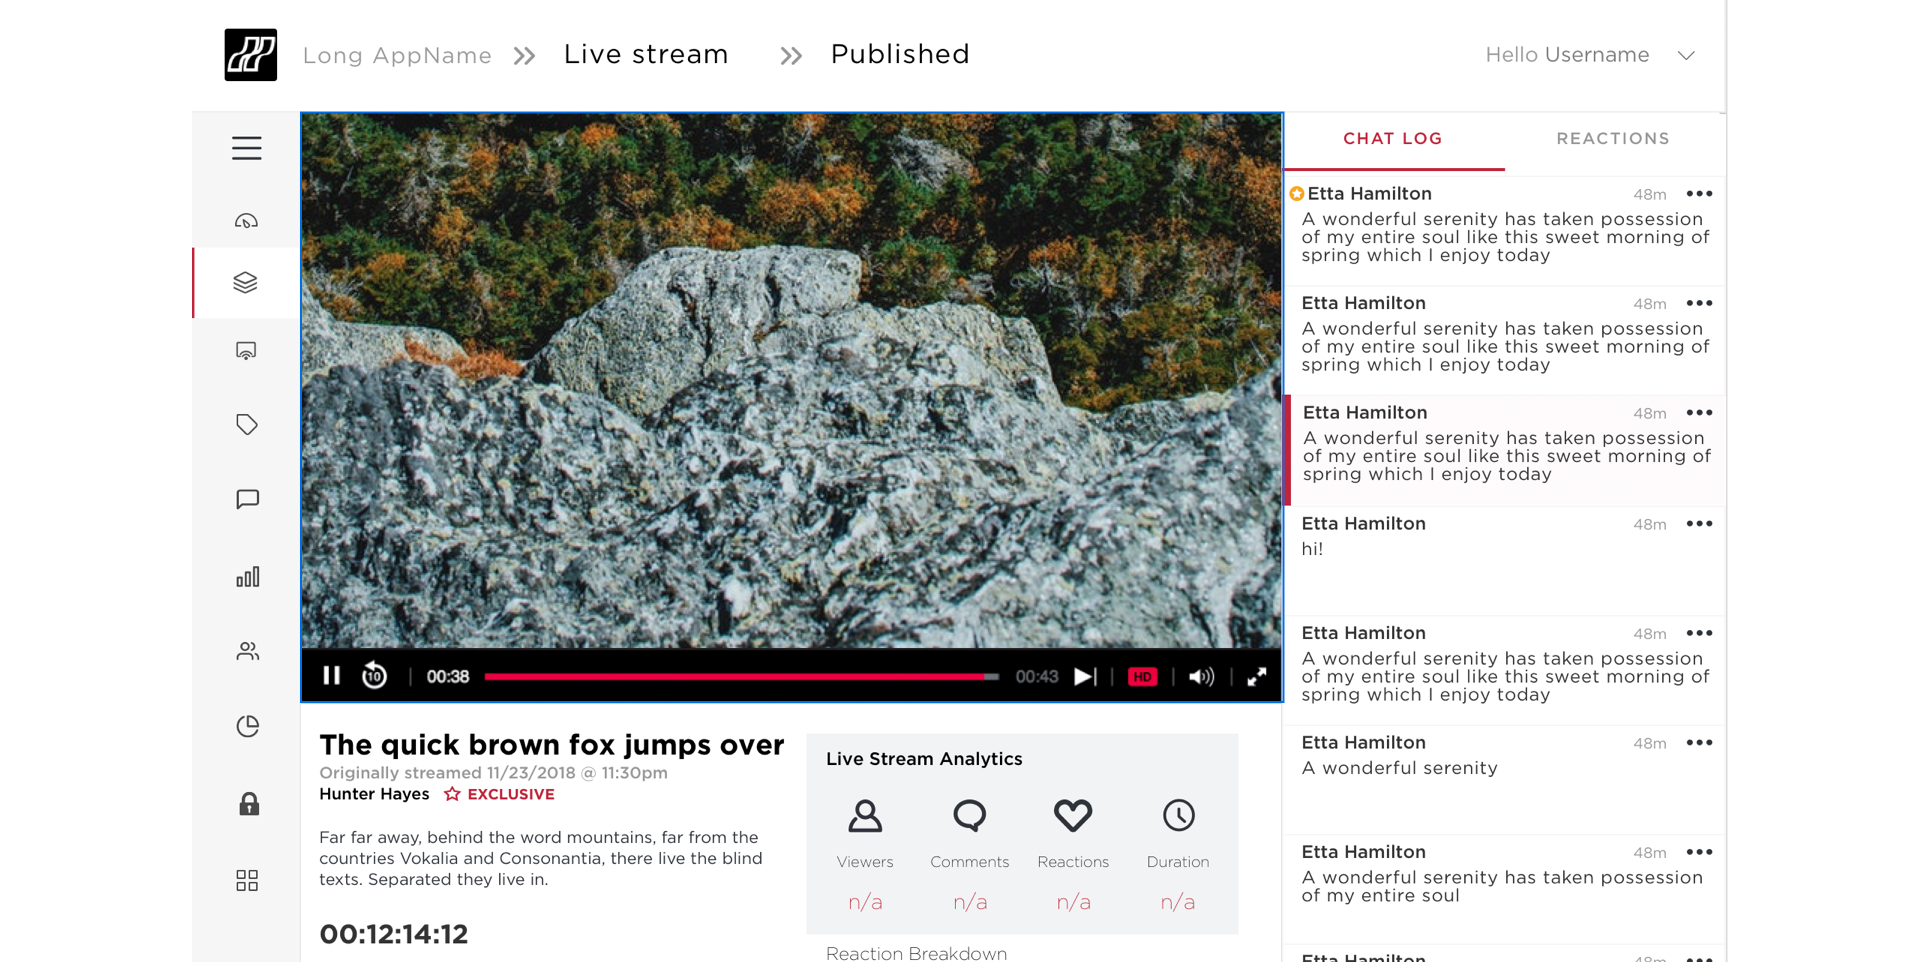 Long AppName
Live stream
Published
Hello Username
CHAT LOG
REACTIONS
Etta Hamilton 48m
A wonderful serenity has taken possession
of my entire soul like this sweet morning of
spring which I enjoy today
Etta Hamilton 48m
A wonderful serenity has taken possession
of my entire soul like this sweet morning of
spring which I enjoy today
Etta Hamilton 48m
A wonderful serenity has taken possession
of my entire soul like this sweet morning of
spring which I enjoy today
Etta Hamilton 48m
hi!
Etta Hamilton 48m
A wonderful serenity has taken possession
of my entire soul like this sweet morning of
spring which I enjoy today
Etta Hamilton 48m
A wonderful serenity
Etta Hamilton 48m
A wonderful serenity has taken possession
of my entire soul
Etta Hamilton 48m
10
00:38
00:43
HD
The quick brown fox jumps over
Originally streamed 11/23/2018 @ 11:30pm
Hunter Hayes EXCLUSIVE
Far far away, behind the word mountains, far from the
countries Vokalia and Consonantia, there live the blind
texts. Separated they live in.
00:12:14:12
Live Stream Analytics
Viewers Comments Reactions Duration
n/a n/a n/a n/a
Reaction Breakdown